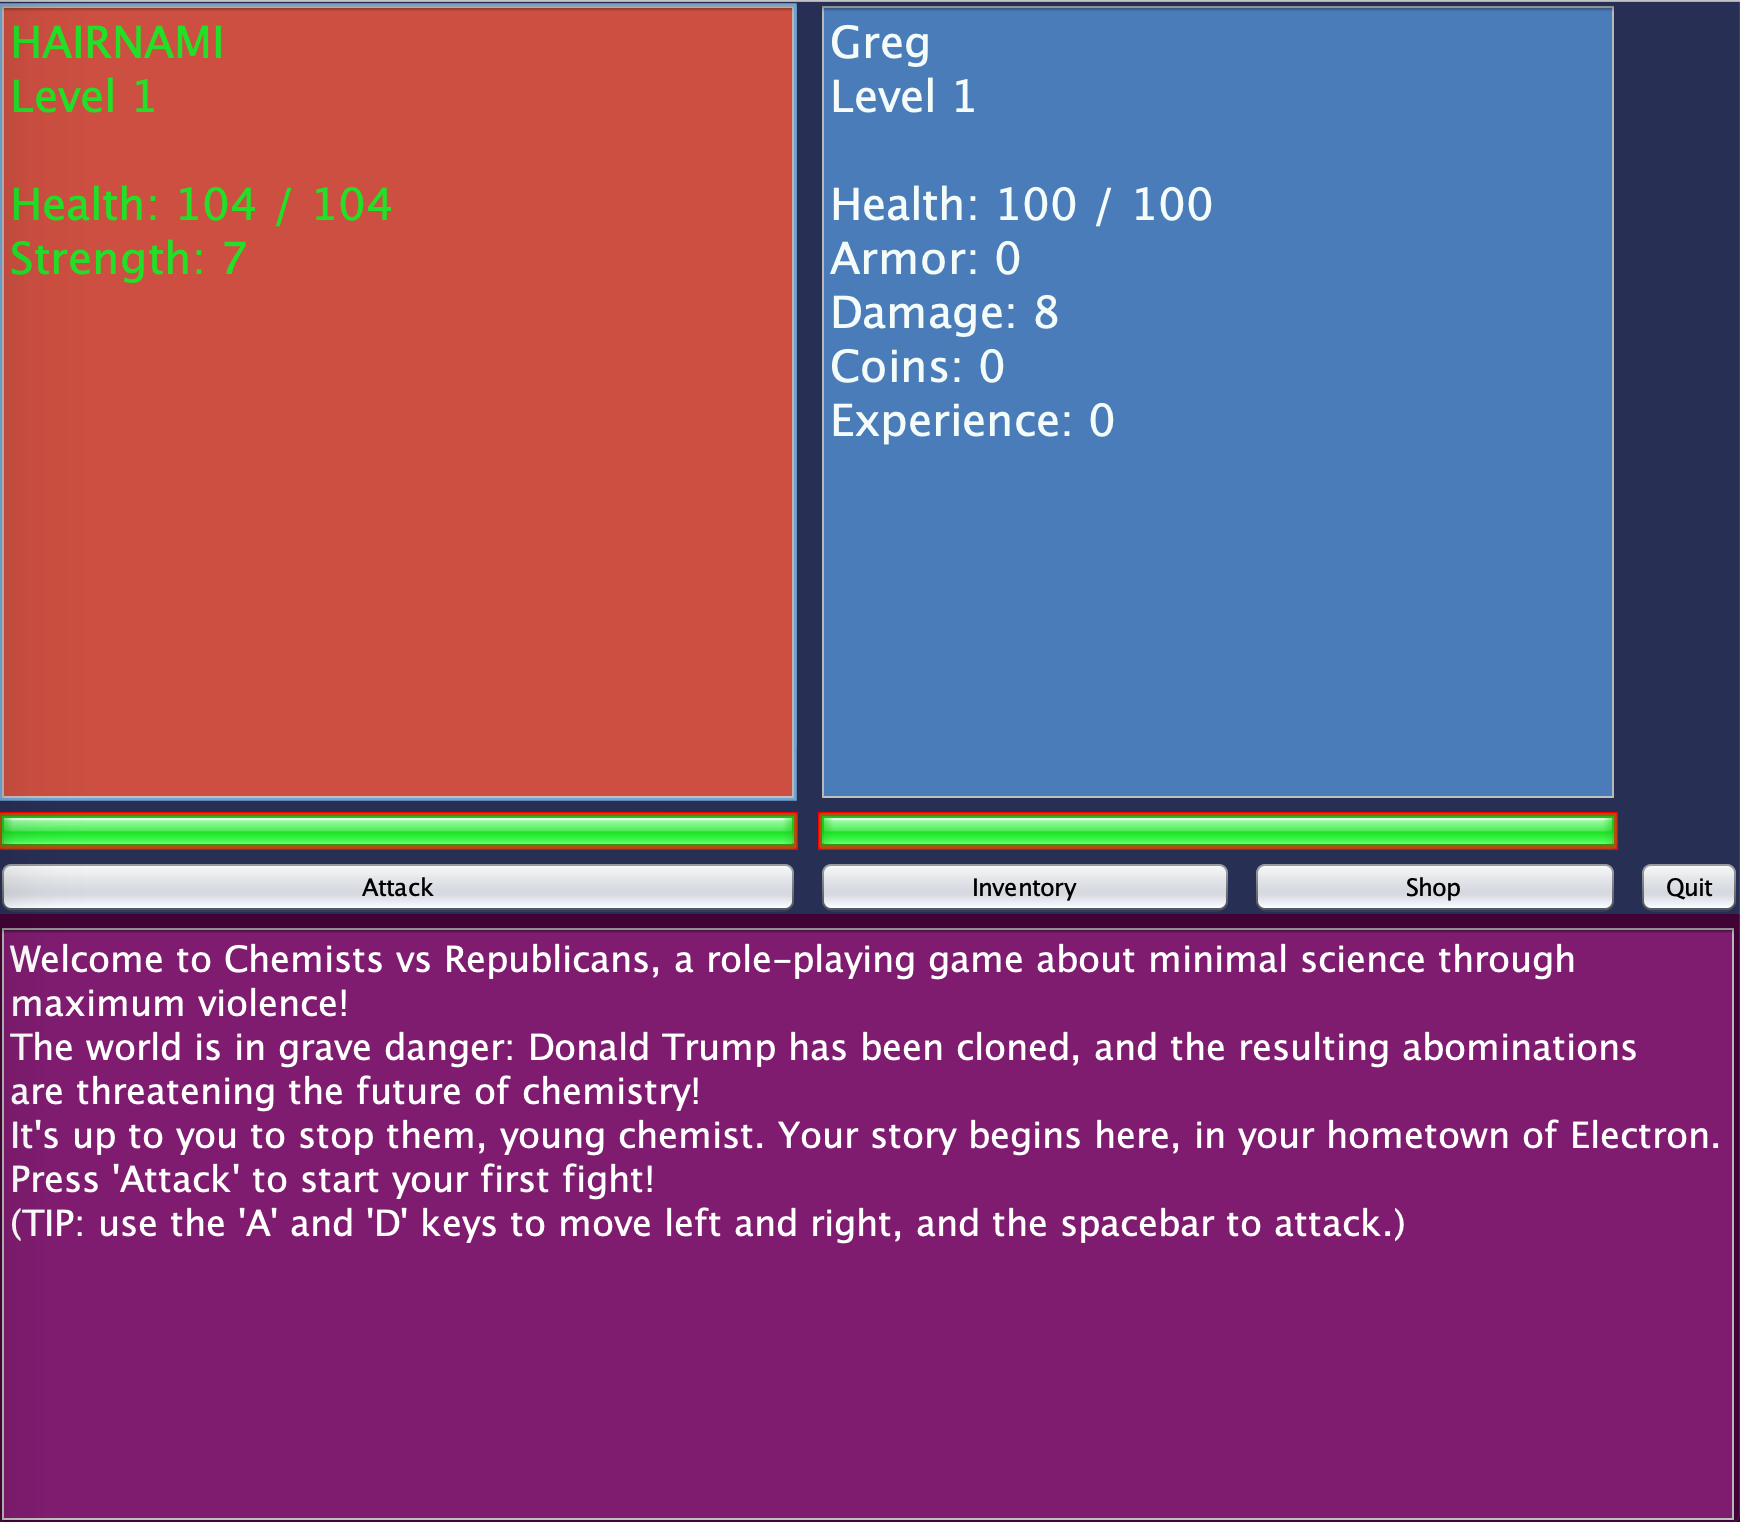 HAIRNAMI
Level 1
Health: 104 / 104
Strength: 7
Greg
Level 1
Health: 100 / 100
Armor: 0
Damage: 8
Coins: 0
Experience: 0
Attack
Inventory
Shop
Quit
Welcome to Chemists vs Republicans, a role-playing game about minimal science through
maximum violence!
The world is in grave danger: Donald Trump has been cloned, and the resulting abominations
are threatening the future of chemistry!
It's up to you to stop them, young chemist. Your story begins here, in your hometown of Electron.
Press 'Attack' to start your first fight!
(TIP: use the 'A' and 'D' keys to move left and right, and the spacebar to attack.)